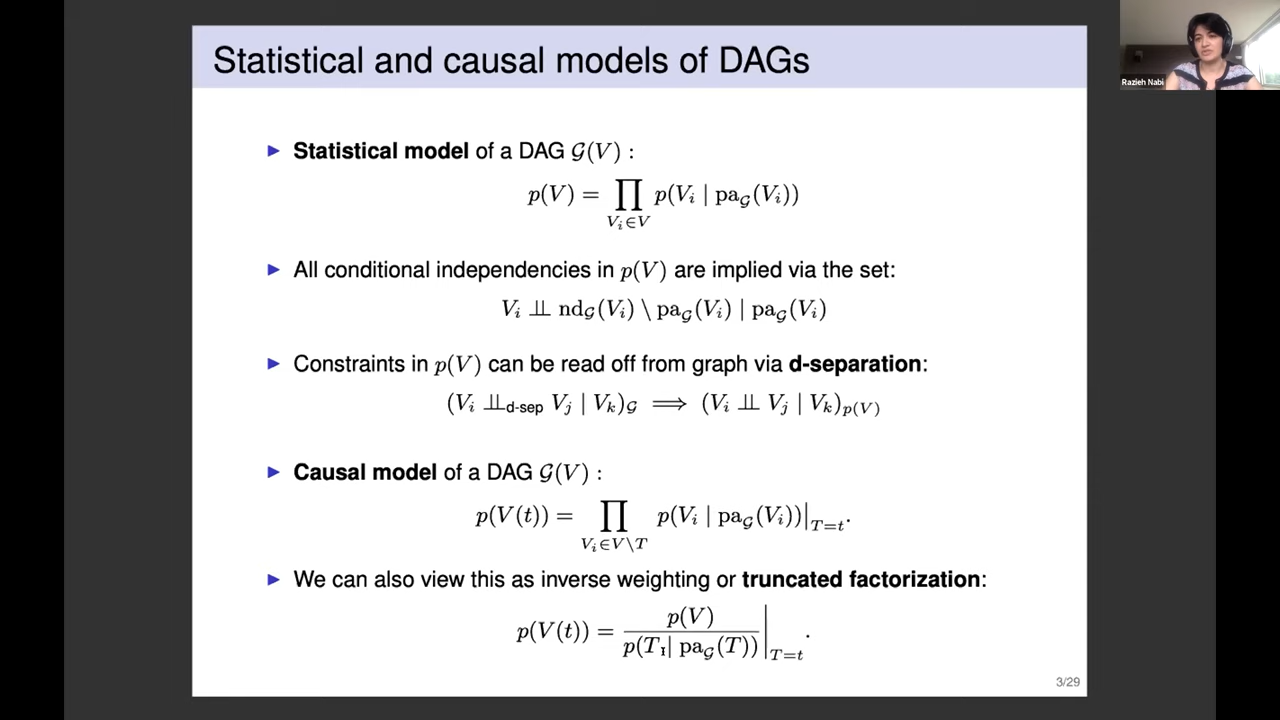 Statistical and causal models of DAGs
Razieh Nabi
▶ Statistical model of a DAG 𝒢(V) :
p(V) = ∏_{V_i∈V} p(V_i | pa_𝒢(V_i))
▶ All conditional independencies in p(V) are implied via the set:
V_i ⫫ nd_𝒢(V_i) \ pa_𝒢(V_i) | pa_𝒢(V_i)
▶ Constraints in p(V) can be read off from graph via d-separation:
(V_i ⫫_{d-sep} V_j | V_k)_𝒢 ⟹ (V_i ⫫ V_j | V_k)_{p(V)}
▶ Causal model of a DAG 𝒢(V) :
p(V(t)) = ∏_{V_i∈V\T} p(V_i | pa_𝒢(V_i))|_{T=t}.
▶ We can also view this as inverse weighting or truncated factorization:
p(V(t)) = p(V) / p(T | pa_𝒢(T)) |_{T=t}.
3/29